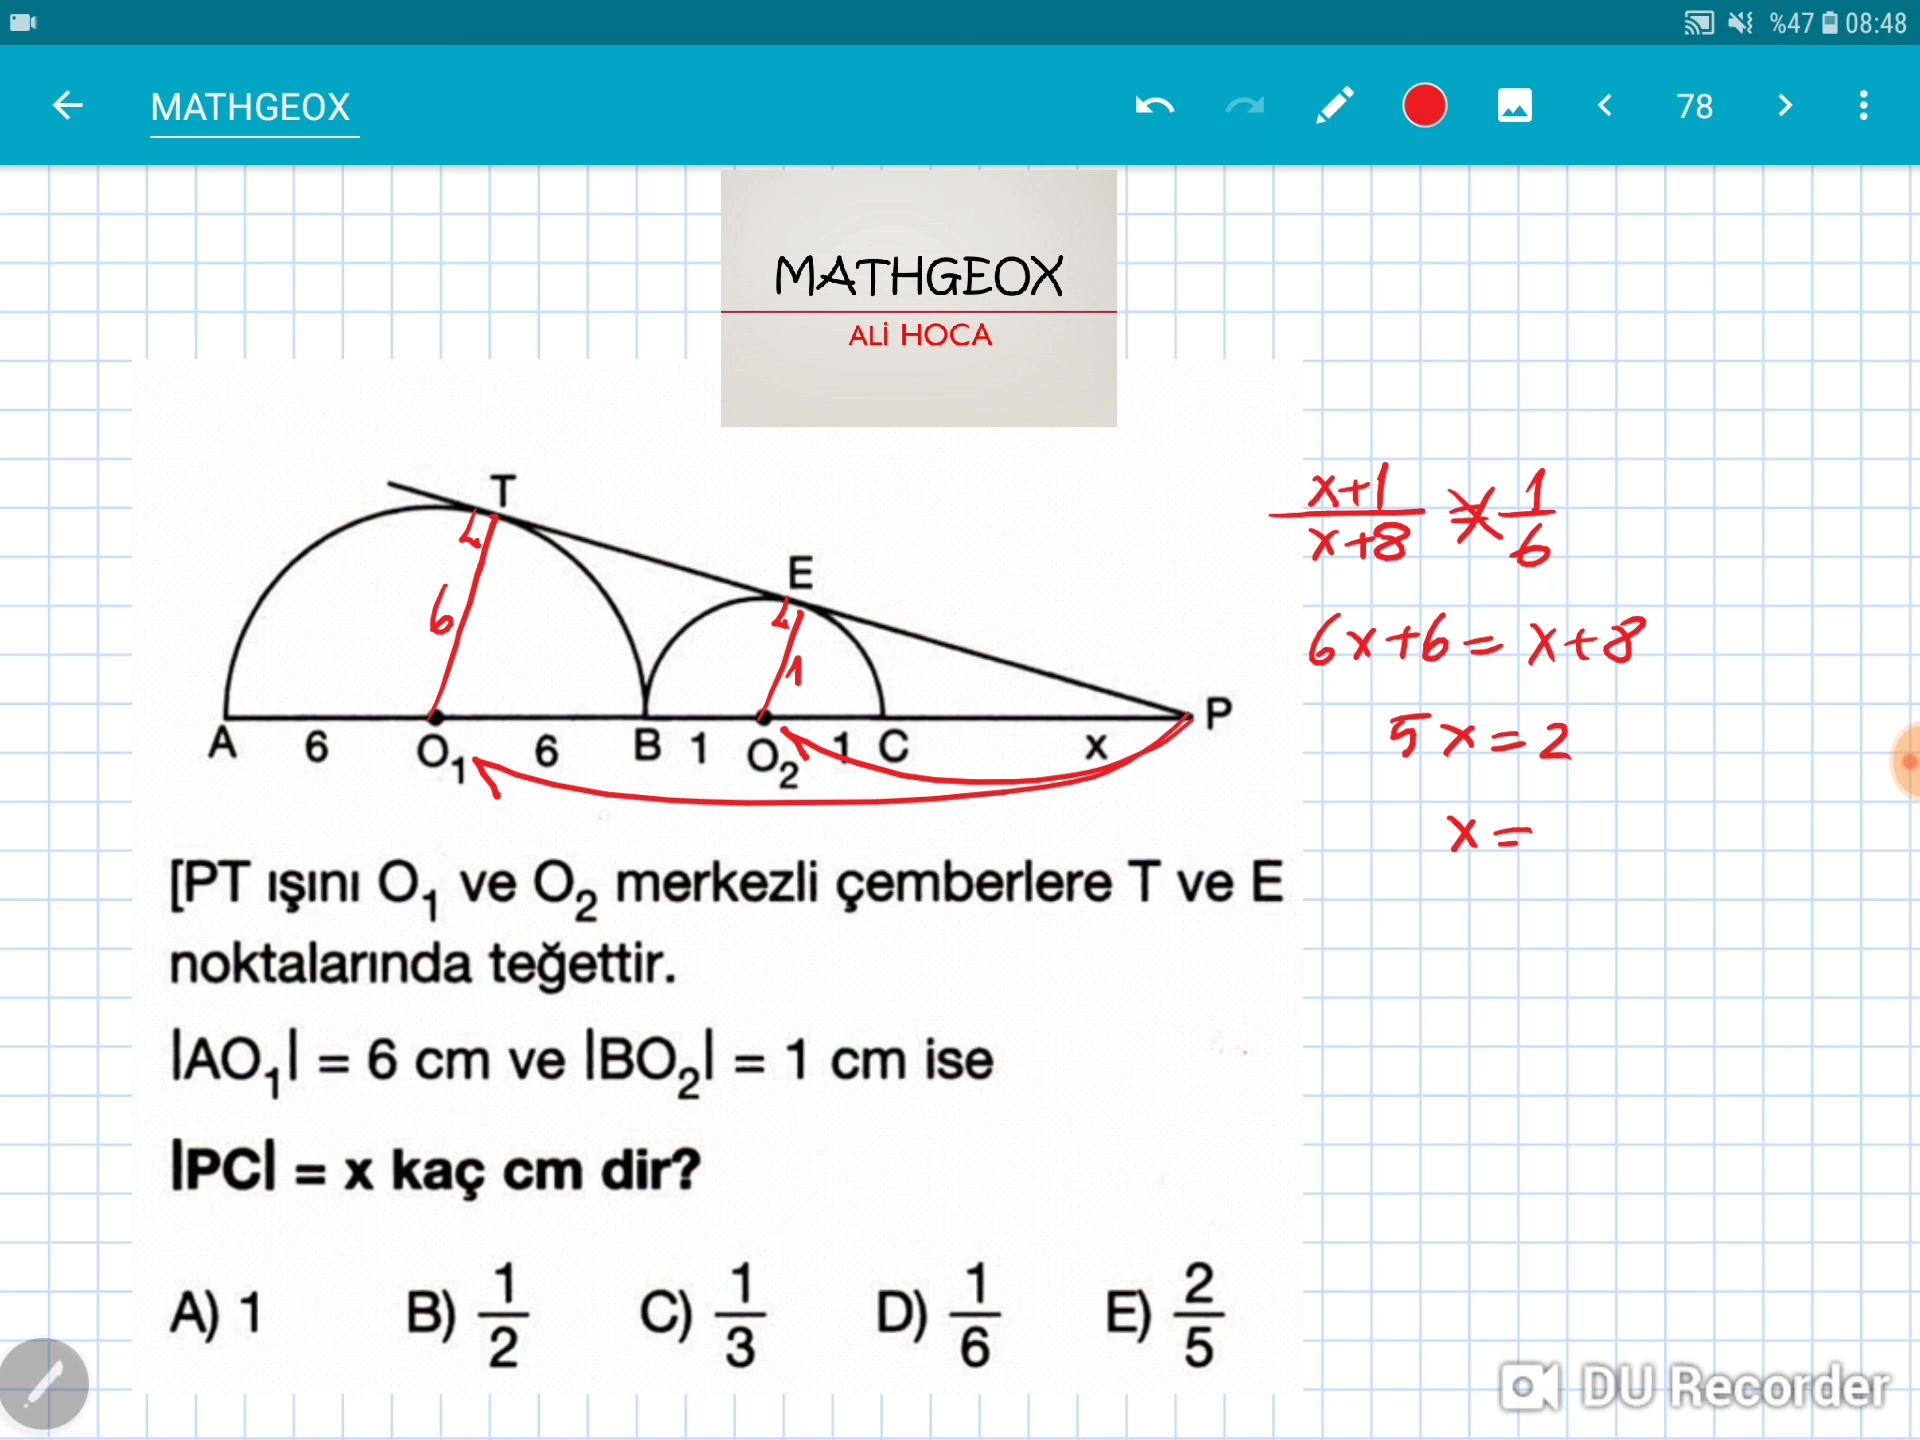 %47 08:48
MATHGEOX
78
MATHGEOX
ALİ HOCA
T
E
6
1
A 6 O₁ 6 B 1 O₂ 1 C x P
x+1/x+8 = 1/6
6x+6=x+8
5x=2
x=
[PT ışını O₁ ve O₂ merkezli çemberlere T ve E
noktalarında teğettir.
|AO₁| = 6 cm ve |BO₂| = 1 cm ise
|PC| = x kaç cm dir?
A) 1 B) 1/2 C) 1/3 D) 1/6 E) 2/5
DU Recorder